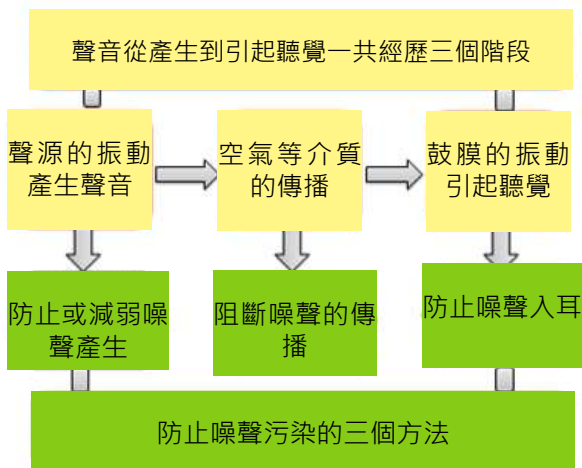 聲音從產生到引起聽覺一共經歷三個階段
聲源的振動
產生聲音
空氣等介質
的傳播
鼓膜的振動
引起聽覺
防止或減弱噪
聲產生
阻斷噪聲的傳
播
防止噪聲入耳
防止噪聲污染的三個方法